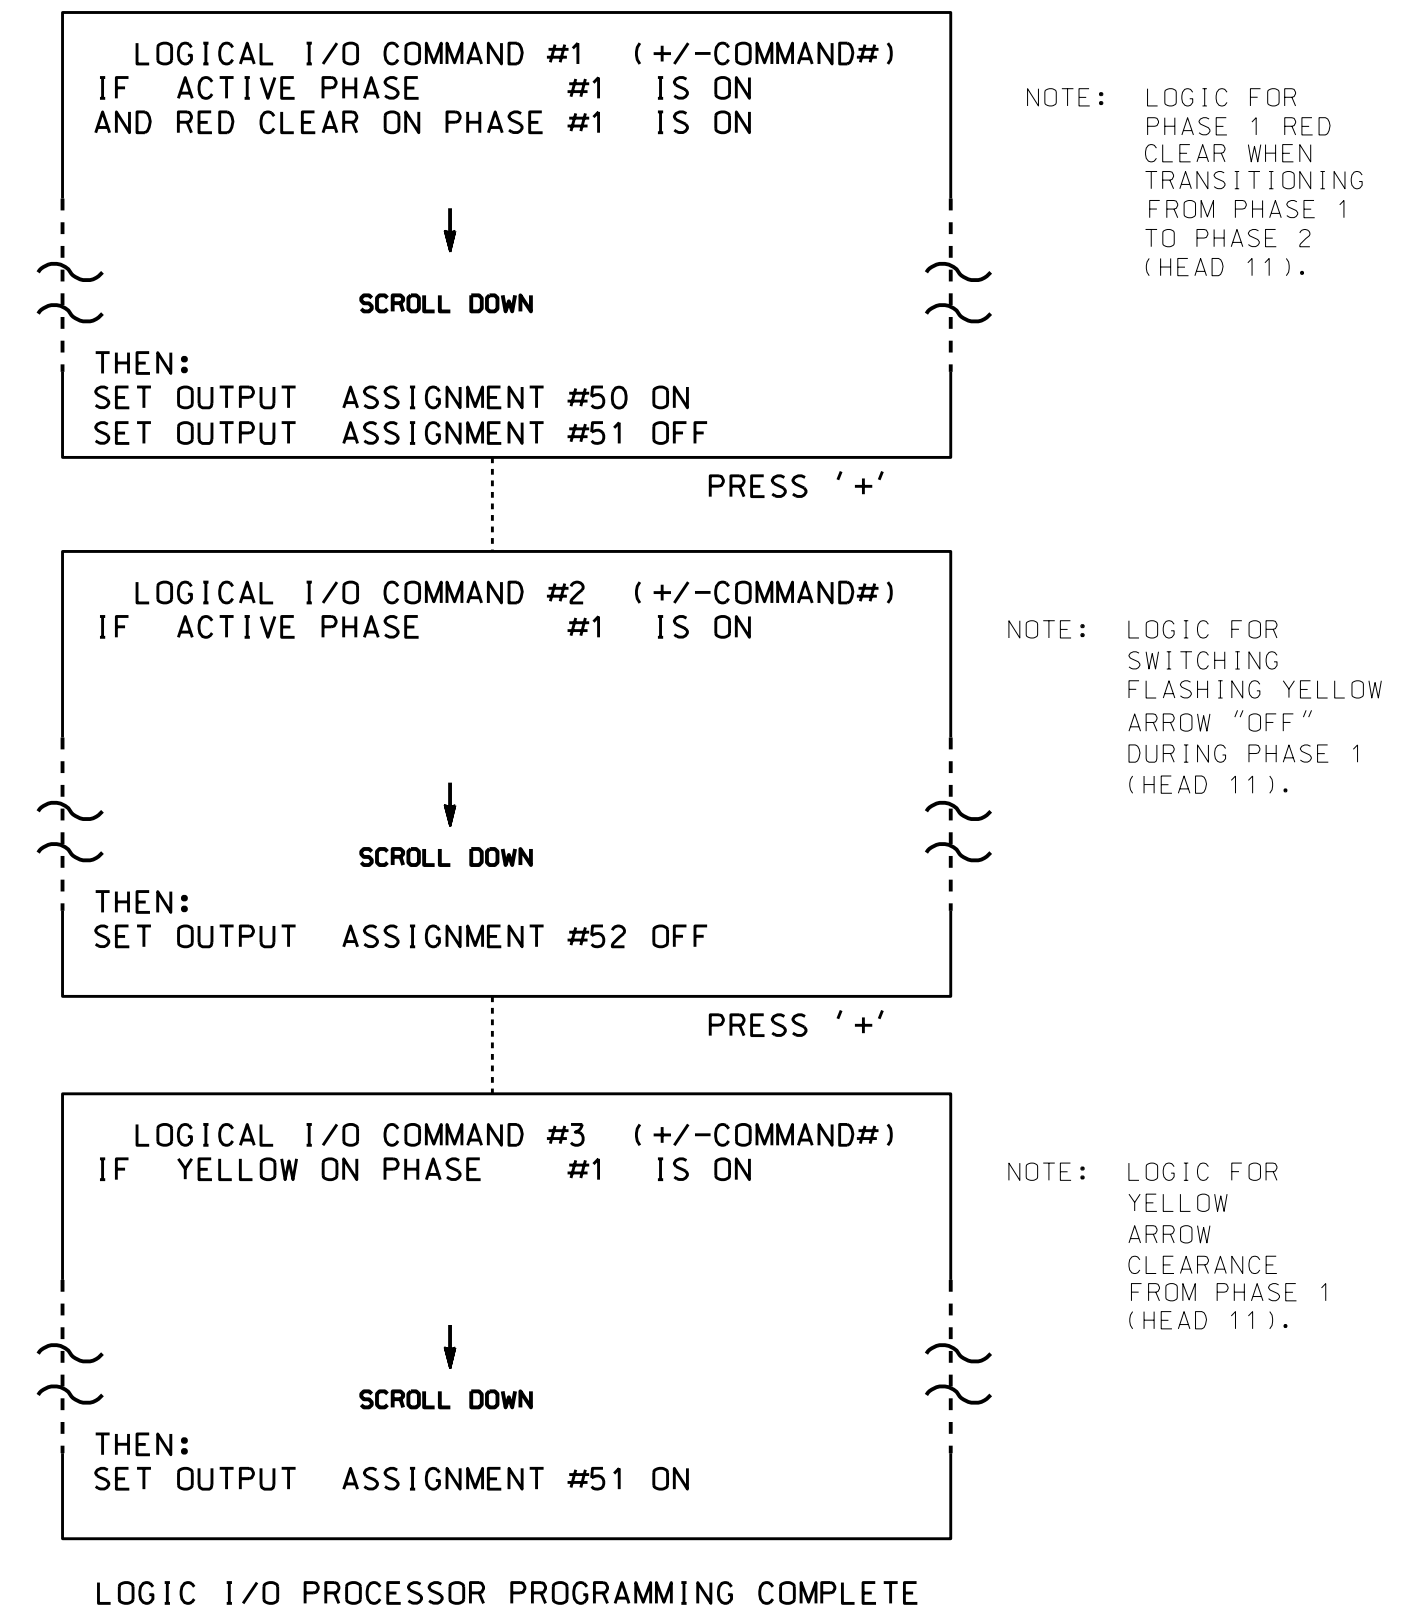 LOGICAL I/O COMMAND #1 (+/-COMMAND#)
IF ACTIVE PHASE #1 IS ON
AND RED CLEAR ON PHASE #1 IS ON
SCROLL DOWN
THEN:
SET OUTPUT ASSIGNMENT #50 ON
SET OUTPUT ASSIGNMENT #51 OFF
NOTE: LOGIC FOR
PHASE 1 RED
CLEAR WHEN
TRANSITIONING
FROM PHASE 1
TO PHASE 2
(HEAD 11).
PRESS '+'
LOGICAL I/O COMMAND #2 (+/-COMMAND#)
IF ACTIVE PHASE #1 IS ON
SCROLL DOWN
THEN:
SET OUTPUT ASSIGNMENT #52 OFF
NOTE: LOGIC FOR
SWITCHING
FLASHING YELLOW
ARROW "OFF"
DURING PHASE 1
(HEAD 11).
PRESS '+'
LOGICAL I/O COMMAND #3 (+/-COMMAND#)
IF YELLOW ON PHASE #1 IS ON
SCROLL DOWN
THEN:
SET OUTPUT ASSIGNMENT #51 ON
NOTE: LOGIC FOR
YELLOW
ARROW
CLEARANCE
FROM PHASE 1
(HEAD 11).
LOGIC I/O PROCESSOR PROGRAMMING COMPLETE